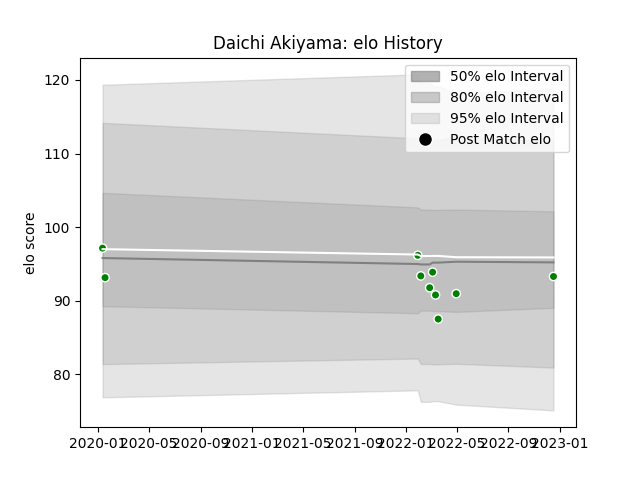 Daichi Akiyama: elo History
120
110
100
90
80
elo score
50% elo Interval
80% elo Interval
95% elo Interval
Post Match elo
2020-01 2020-05 2020-09 2021-01 2021-05 2021-09 2022-01 2022-05 2022-09 2023-01